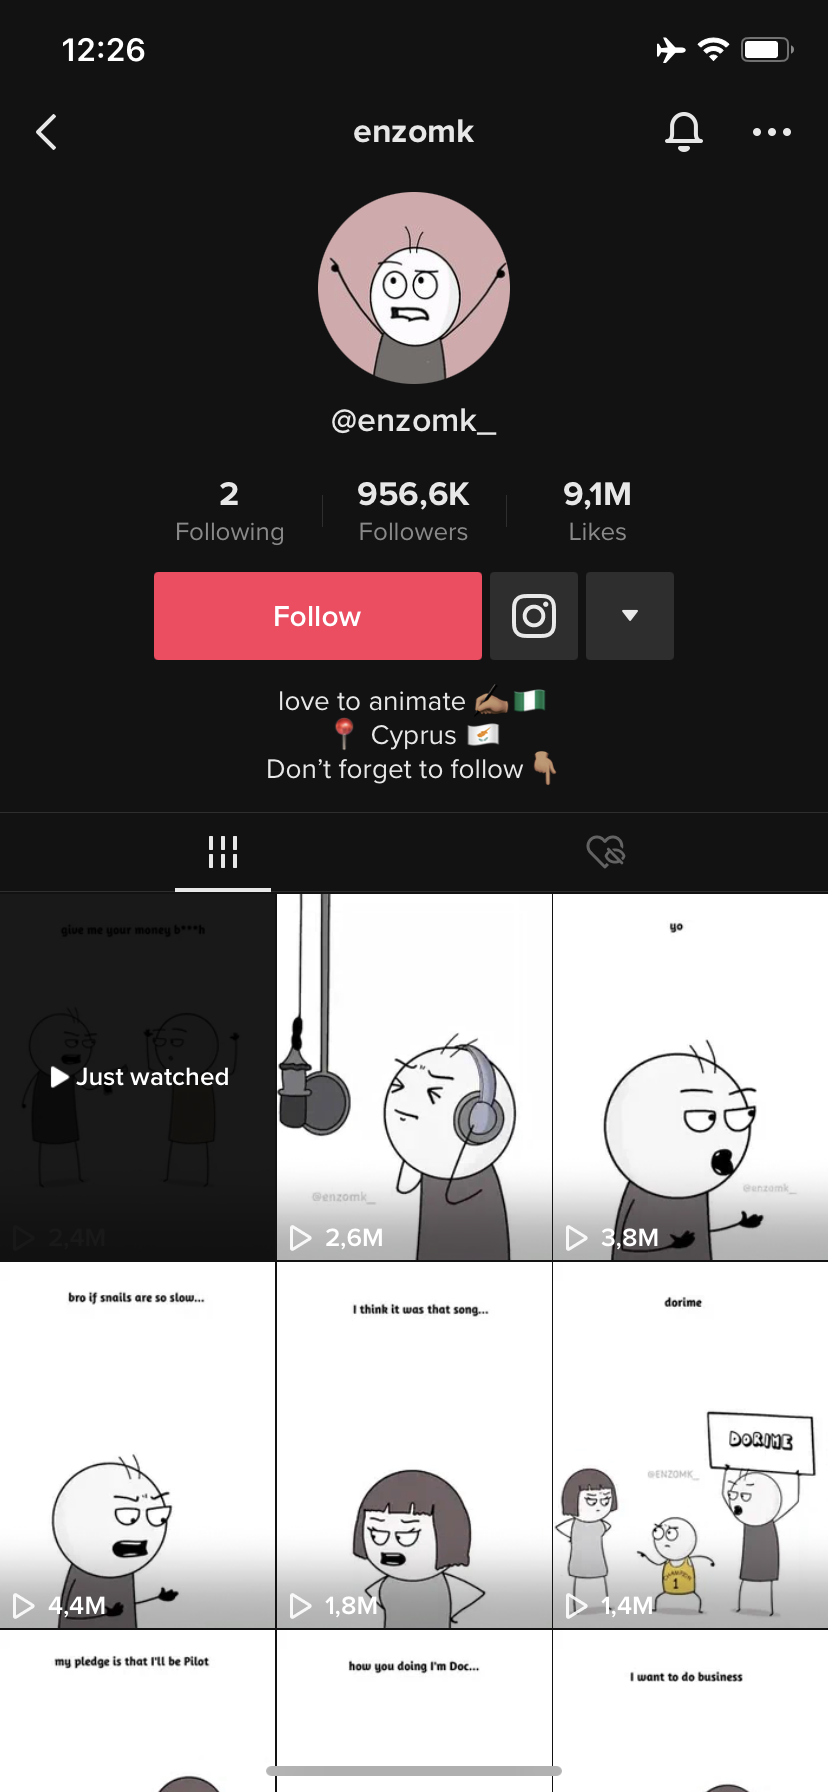 12:26
enzomk
@enzomk_
2
Following
956,6K
Followers
9,1M
Likes
Follow
love to animate ✍🏽🇳🇬
📍 Cyprus 🇨🇾
Don't forget to follow 👇🏽
give me your money b***h
Just watched
2,4M
@enzomk_
2,6M
yo
@enzomk_
3,8M
bro if snails are so slow...
4,4M
I think it was that song...
1,8M
dorime
DORIME
@ENZOMK_
CHAMPION
1
1,4M
my pledge is that I'll be Pilot
how you doing I'm Doc...
I want to do business